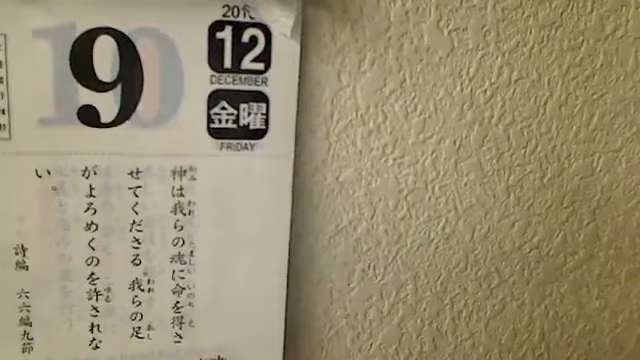 9
12
DECEMBER
金曜
FRIDAY
神は我らの魂に命を得さ
せてくださる。我らの足
がよろめくのを許されな
い。
詩編 六六編九節